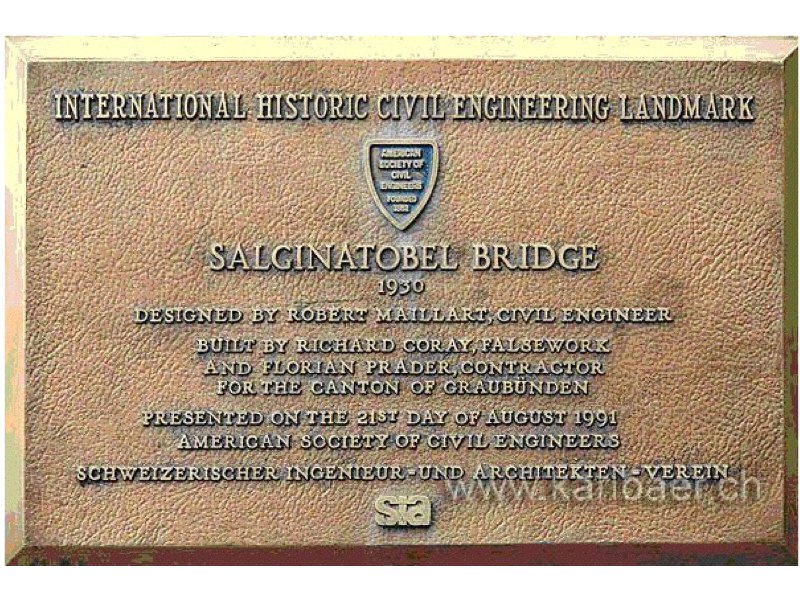 INTERNATIONAL HISTORIC CIVIL ENGINEERING LANDMARK
AMERICAN
SOCIETY OF
CIVIL
ENGINEERS
FOUNDED
1852
SALGINATOBEL BRIDGE
1930
DESIGNED BY ROBERT MAILLART, CIVIL ENGINEER
BUILT BY RICHARD CORAY, FALSEWORK
AND FLORIAN PRADER, CONTRACTOR
FOR THE CANTON OF GRAUBÜNDEN
PRESENTED ON THE 21ST DAY OF AUGUST 1991
AMERICAN SOCIETY OF CIVIL ENGINEERS
SCHWEIZERISCHER INGENIEUR-UND ARCHITEKTEN-VEREIN
www.karlbaer.ch
sia